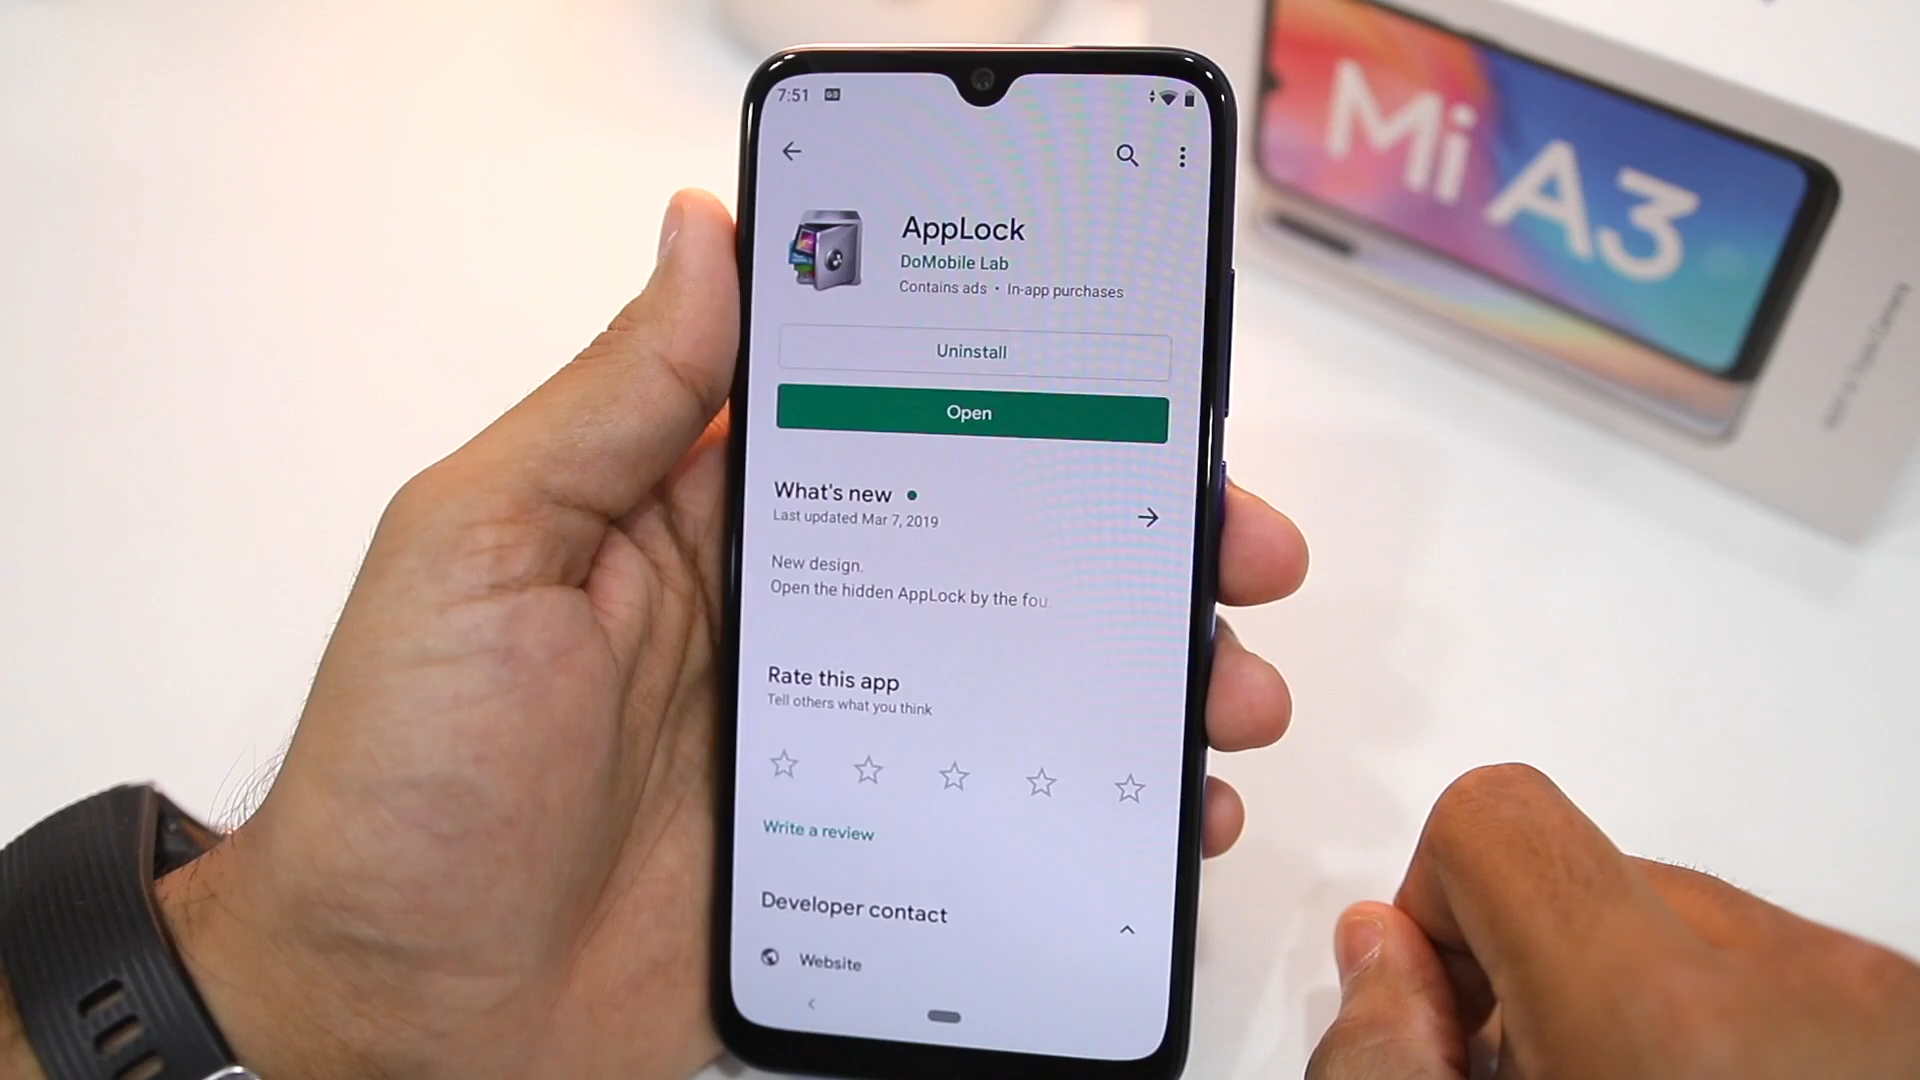 7:51
Mi A3
AppLock
DoMobile Lab
Contains ads • In-app purchases
Uninstall
Open
What's new
Last updated Mar 7, 2019
New design.
Open the hidden AppLock by the fou
Rate this app
Tell others what you think
Write a review
Developer contact
Website